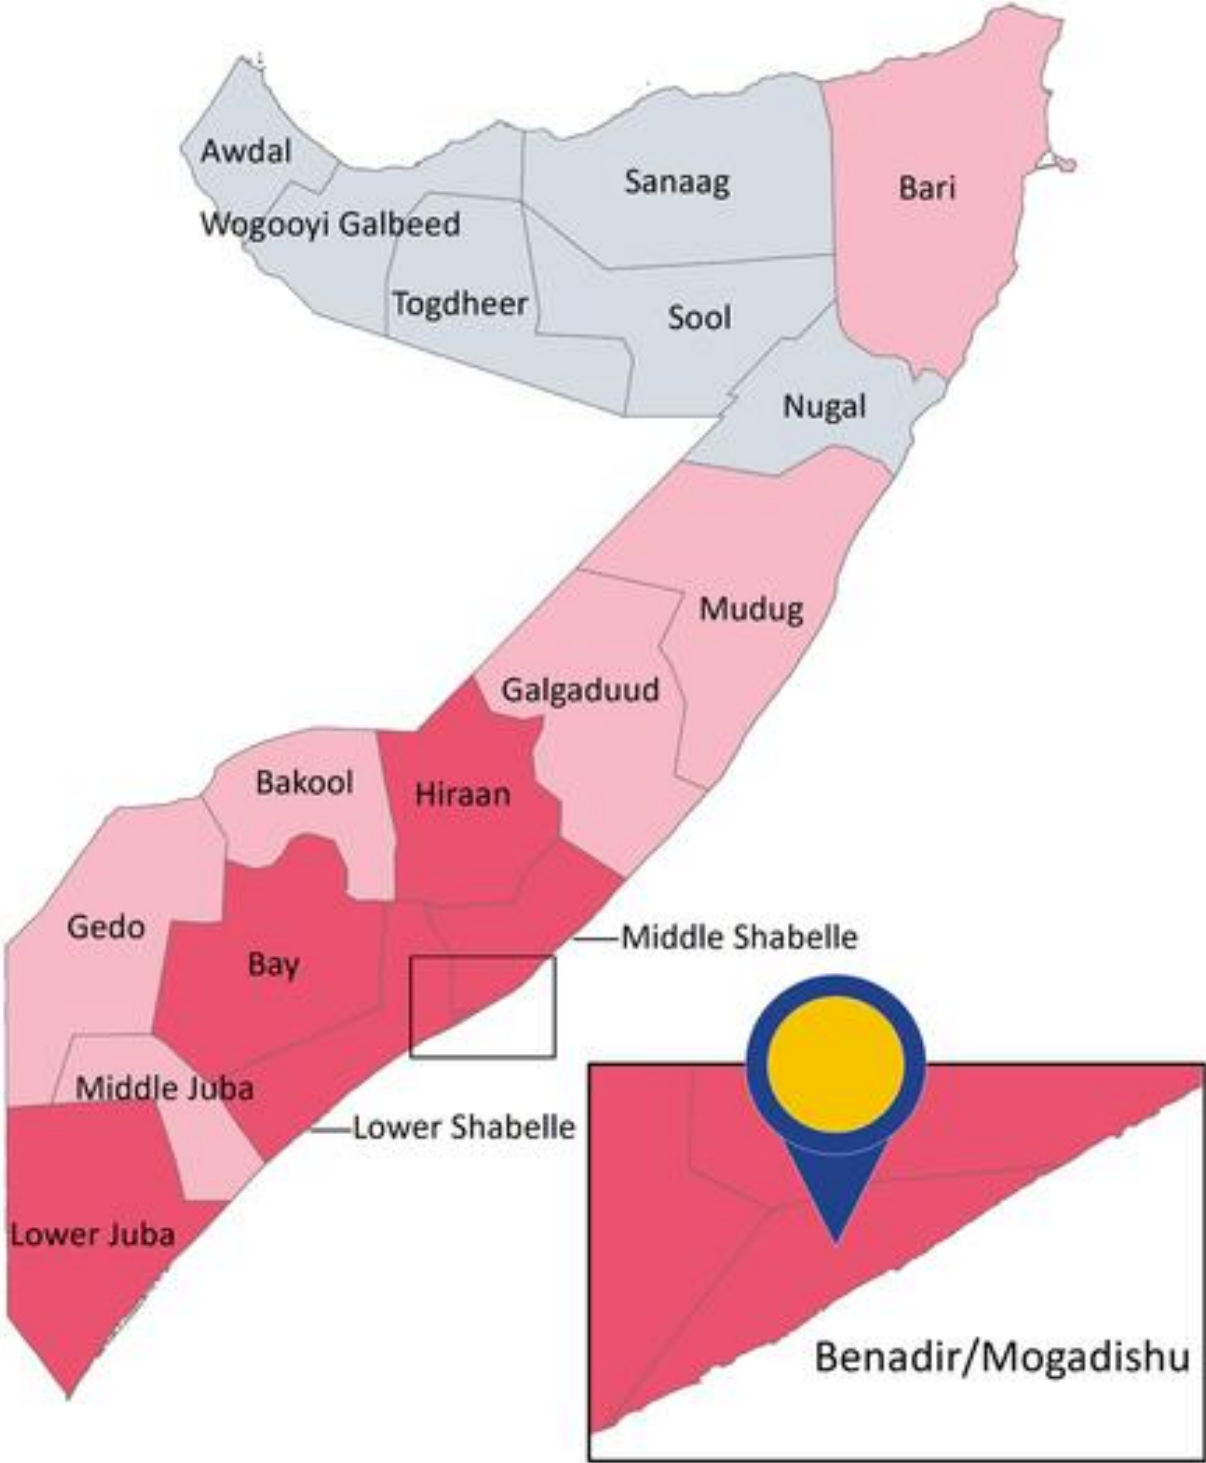 Awdal
Sanaag
Bari
Wogooyi Galbeed
Togdheer
Sool
Nugal
Mudug
Galgaduud
Bakool
Hiraan
Gedo
Middle Shabelle
Bay
Middle Juba
Lower Shabelle
Lower Juba
Benadir/Mogadishu